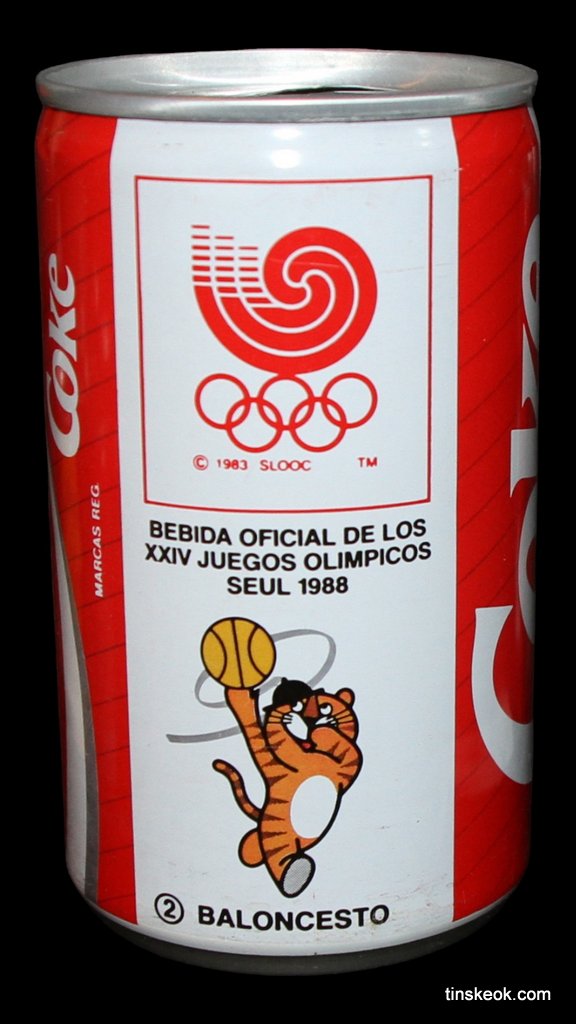 Coke
MARCAS REG.
© 1983 SLOOC TM
BEBIDA OFICIAL DE LOS
XXIV JUEGOS OLIMPICOS
SEUL 1988
② BALONCESTO
Coke
tinskeok.com